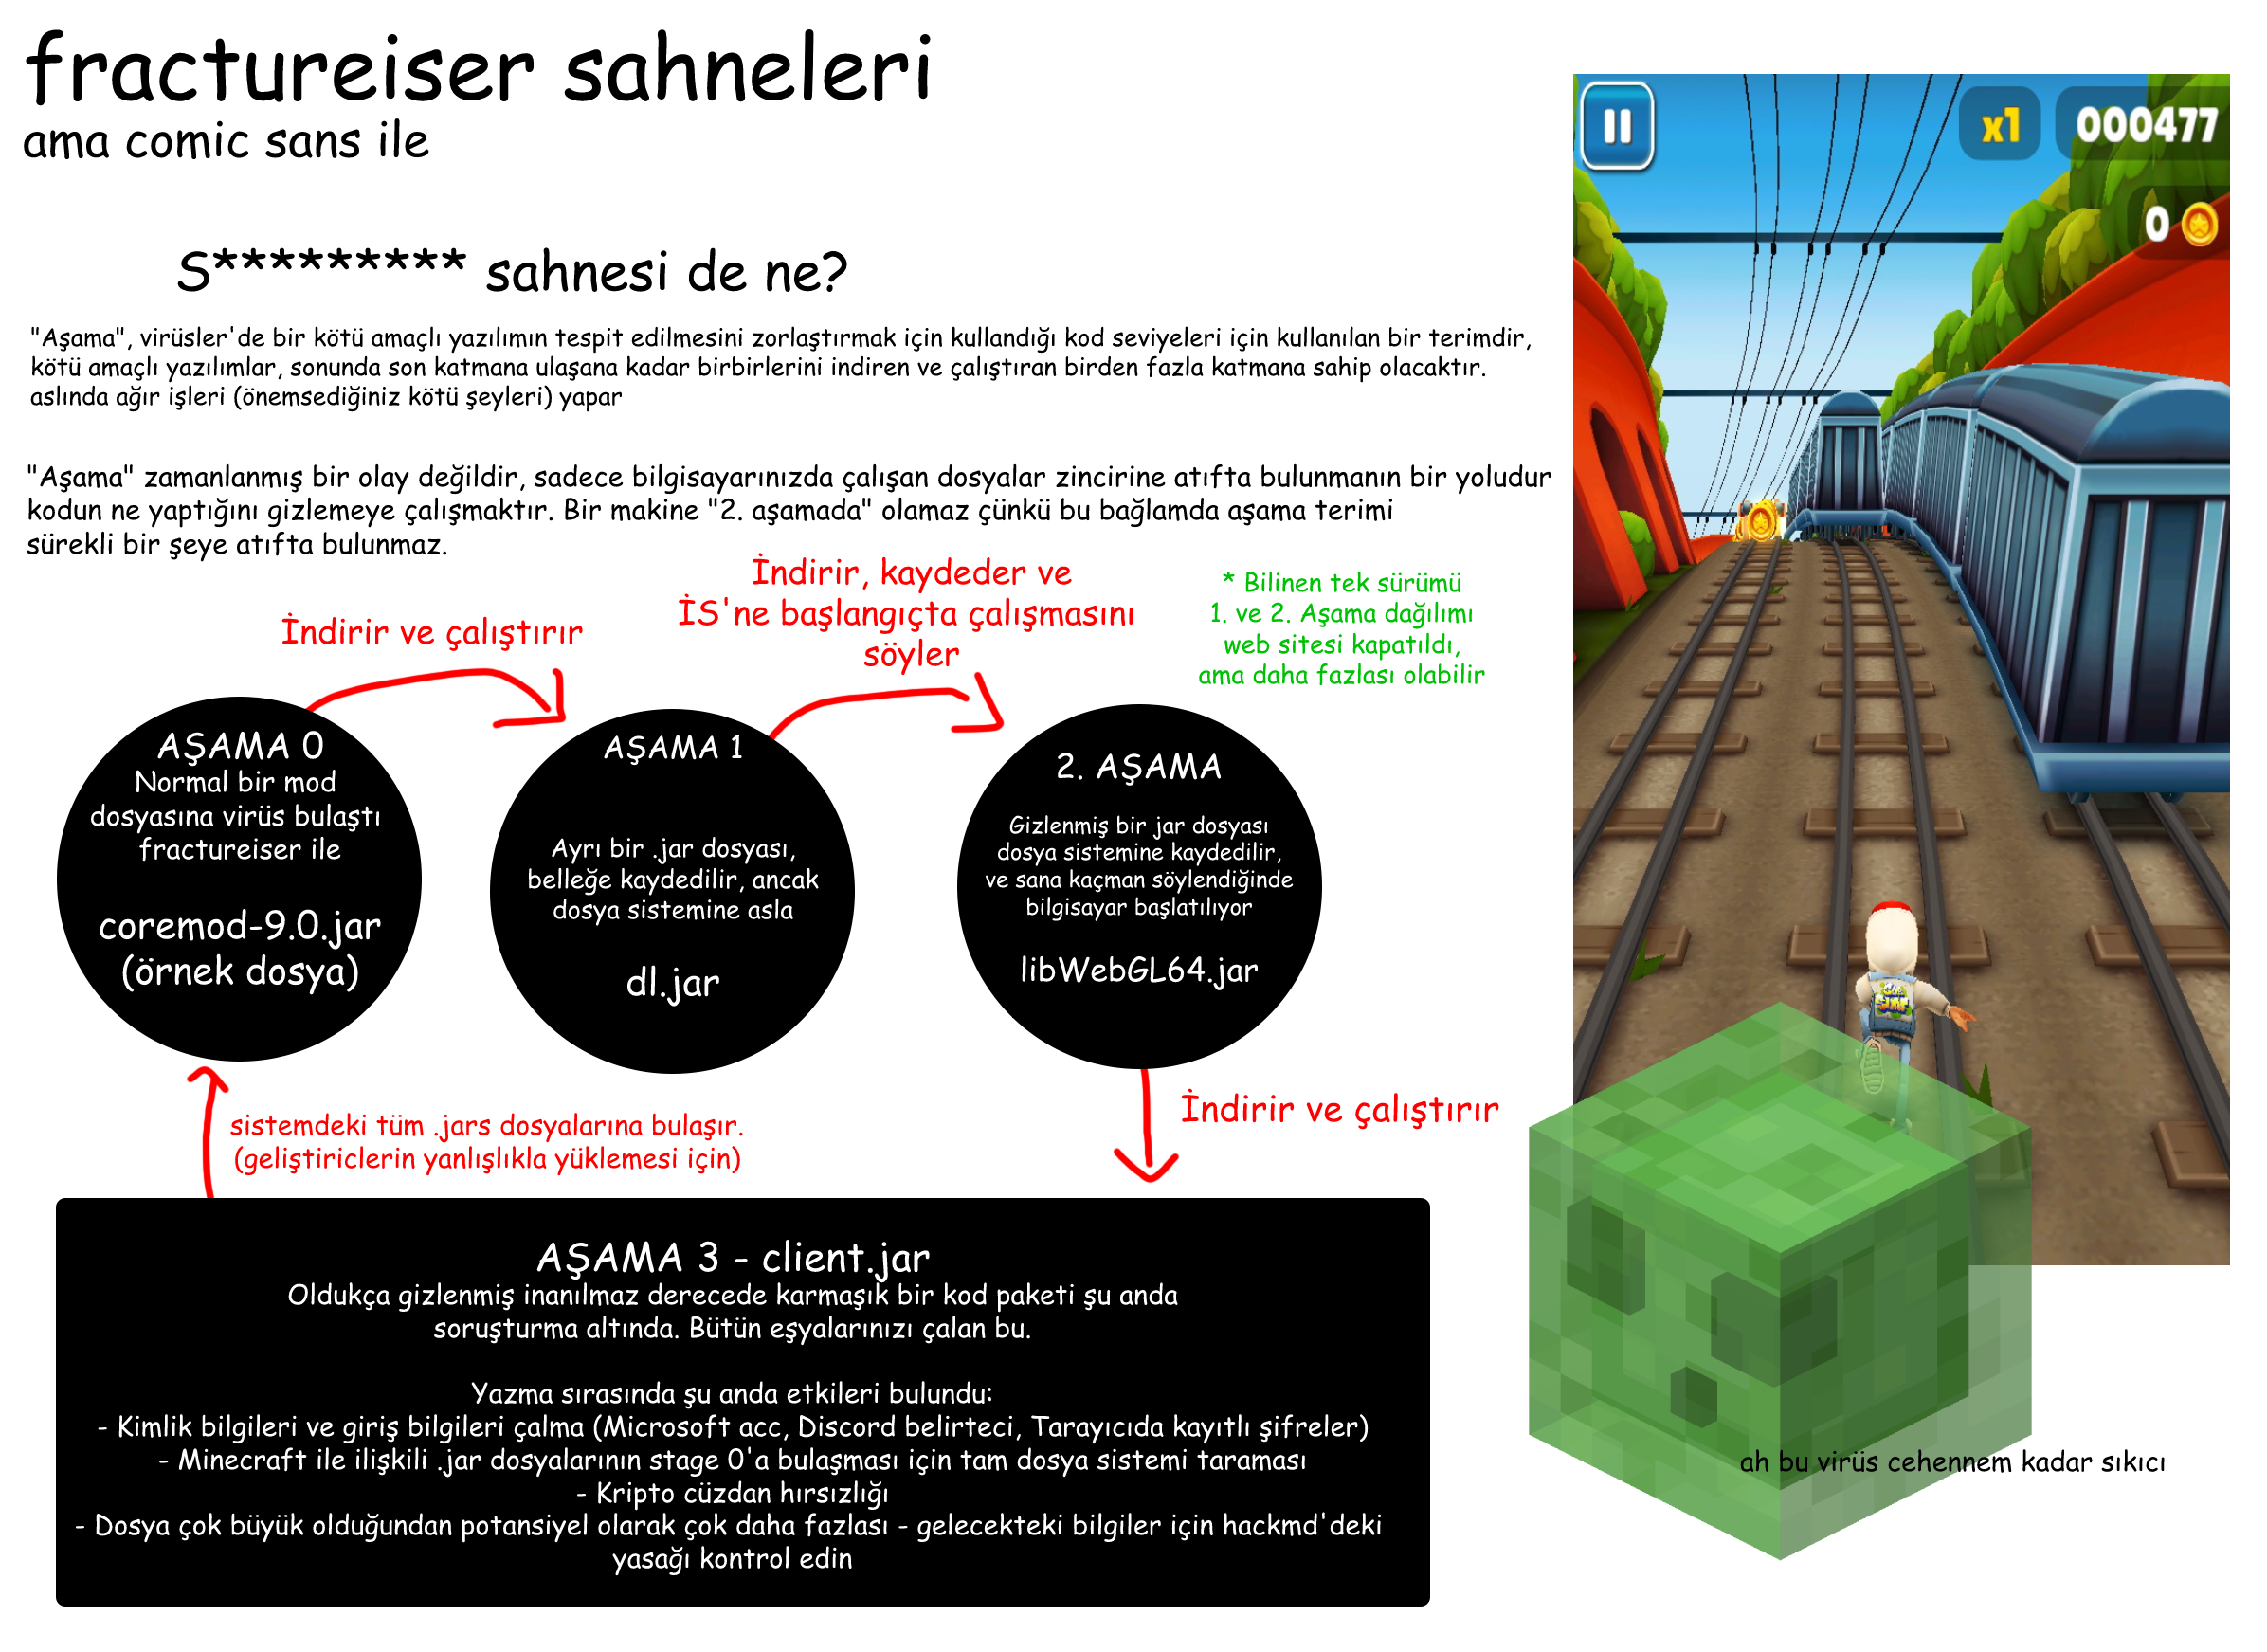 fractureiser sahneleri
ama comic sans ile
S********* sahnesi de ne?
"Aşama", virüsler'de bir kötü amaçlı yazılımın tespit edilmesini zorlaştırmak için kullandığı kod seviyeleri için kullanılan bir terimdir,
kötü amaçlı yazılımlar, sonunda son katmana ulaşana kadar birbirlerini indiren ve çalıştıran birden fazla katmana sahip olacaktır.
aslında ağır işleri (önemsediğiniz kötü şeyleri) yapar
"Aşama" zamanlanmış bir olay değildir, sadece bilgisayarınızda çalışan dosyalar zincirine atıfta bulunmanın bir yoludur
kodun ne yaptığını gizlemeye çalışmaktır. Bir makine "2. aşamada" olamaz çünkü bu bağlamda aşama terimi
sürekli bir şeye atıfta bulunmaz.
İndirir ve çalıştırır
İndirir, kaydeder ve
İS'ne başlangıçta çalışmasını
söyler
* Bilinen tek sürümü
1. ve 2. Aşama dağılımı
web sitesi kapatıldı,
ama daha fazlası olabilir
AŞAMA 0
Normal bir mod
dosyasına virüs bulaştı
fractureiser ile
coremod-9.0.jar
(örnek dosya)
AŞAMA 1
Ayrı bir .jar dosyası,
belleğe kaydedilir, ancak
dosya sistemine asla
dl.jar
2. AŞAMA
Gizlenmiş bir jar dosyası
dosya sistemine kaydedilir,
ve sana kaçman söylendiğinde
bilgisayar başlatılıyor
libWebGL64.jar
sistemdeki tüm .jars dosyalarına bulaşır.
(geliştiriclerin yanlışlıkla yüklemesi için)
İndirir ve çalıştırır
AŞAMA 3 - client.jar
Oldukça gizlenmiş inanılmaz derecede karmaşık bir kod paketi şu anda
soruşturma altında. Bütün eşyalarınızı çalan bu.
Yazma sırasında şu anda etkileri bulundu:
- Kimlik bilgileri ve giriş bilgileri çalma (Microsoft acc, Discord belirteci, Tarayıcıda kayıtlı şifreler)
- Minecraft ile ilişkili .jar dosyalarının stage 0'a bulaşması için tam dosya sistemi taraması
- Kripto cüzdan hırsızlığı
- Dosya çok büyük olduğundan potansiyel olarak çok daha fazlası - gelecekteki bilgiler için hackmd'deki
yasağı kontrol edin
x1
000477
0
ah bu virüs cehennem kadar sıkıcı